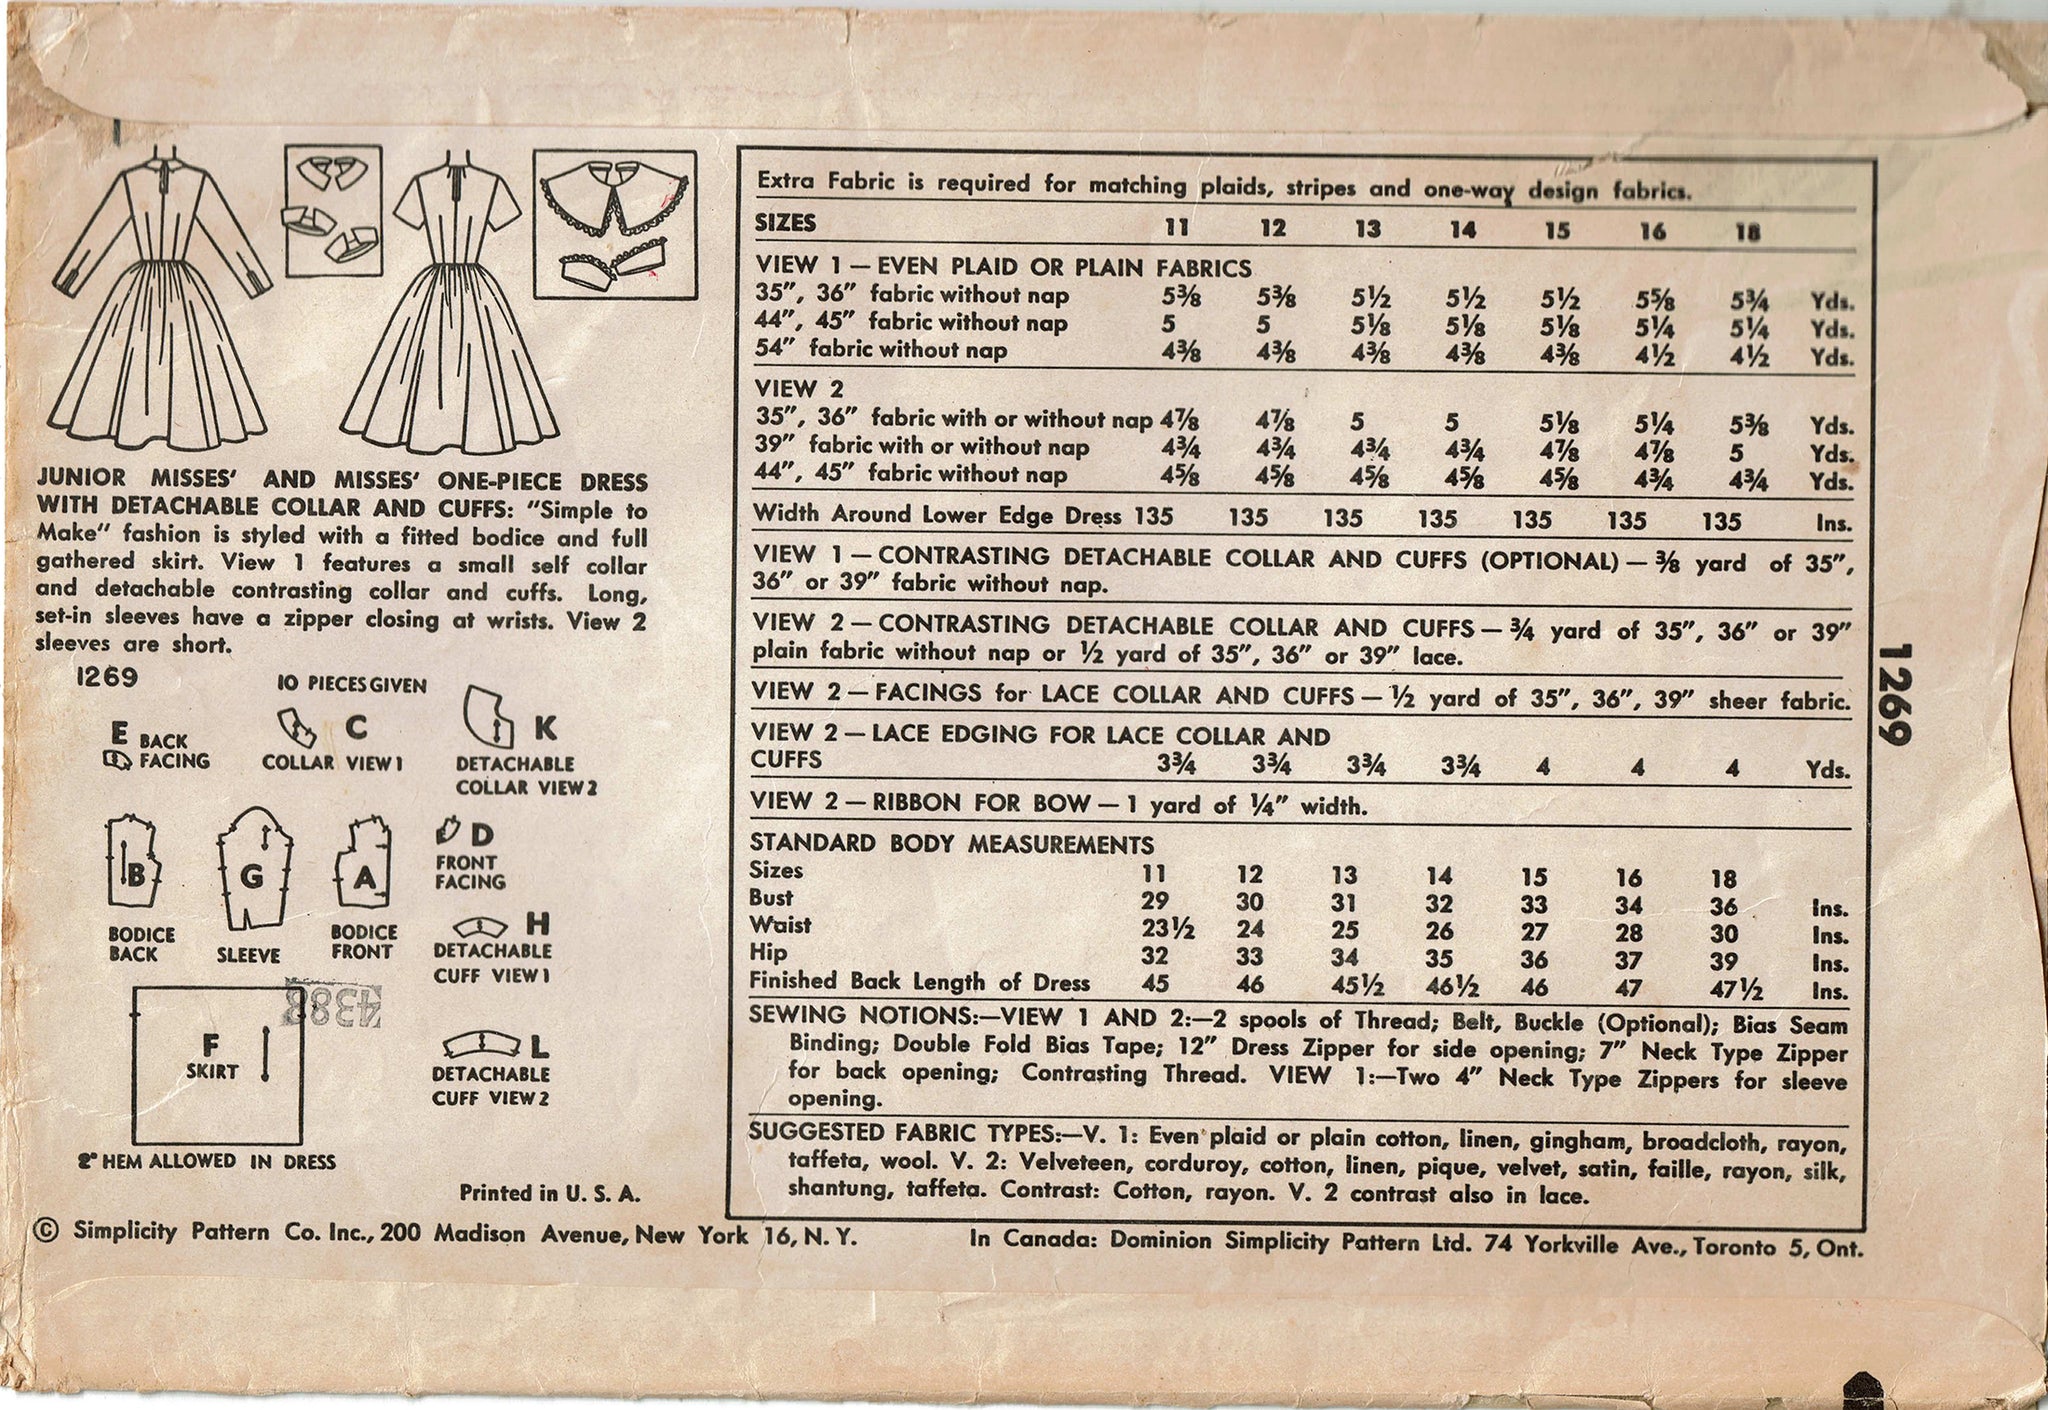 JUNIOR MISSES' AND MISSES' ONE-PIECE DRESS
WITH DETACHABLE COLLAR AND CUFFS: "Simple to
Make" fashion is styled with a fitted bodice and full
gathered skirt. View 1 features a small self collar
and detachable contrasting collar and cuffs. Long,
set-in sleeves have a zipper closing at wrists. View 2
sleeves are short.
1269
10 PIECES GIVEN
E BACK
FACING
C
COLLAR VIEW 1
K
DETACHABLE
COLLAR VIEW 2
B
BODICE
BACK
G
SLEEVE
A
BODICE
FRONT
D
FRONT
FACING
H
DETACHABLE
CUFF VIEW 1
4388
F
SKIRT
L
DETACHABLE
CUFF VIEW 2
2" HEM ALLOWED IN DRESS
Printed in U. S. A.
Extra Fabric is required for matching plaids, stripes and one-way design fabrics.
SIZES 11 12 13 14 15 16 18
VIEW 1 — EVEN PLAID OR PLAIN FABRICS
35", 36" fabric without nap 5⅜ 5⅜ 5½ 5½ 5½ 5⅝ 5¾ Yds.
44", 45" fabric without nap 5 5 5⅛ 5⅛ 5⅛ 5¼ 5¼ Yds.
54" fabric without nap 4⅜ 4⅜ 4⅜ 4⅜ 4⅜ 4½ 4½ Yds.
VIEW 2
35", 36" fabric with or without nap 4⅞ 4⅞ 5 5 5⅛ 5¼ 5⅜ Yds.
39" fabric with or without nap 4¾ 4¾ 4¾ 4¾ 4⅞ 4⅞ 5 Yds.
44", 45" fabric without nap 4⅝ 4⅝ 4⅝ 4⅝ 4⅝ 4¾ 4¾ Yds.
Width Around Lower Edge Dress 135 135 135 135 135 135 135 Ins.
VIEW 1 — CONTRASTING DETACHABLE COLLAR AND CUFFS (OPTIONAL) — ⅜ yard of 35",
36" or 39" fabric without nap.
VIEW 2 — CONTRASTING DETACHABLE COLLAR AND CUFFS — ¾ yard of 35", 36" or 39"
plain fabric without nap or ½ yard of 35", 36" or 39" lace.
VIEW 2 — FACINGS for LACE COLLAR AND CUFFS — ½ yard of 35", 36", 39" sheer fabric.
VIEW 2 — LACE EDGING FOR LACE COLLAR AND
CUFFS 3¾ 3¾ 3¾ 3¾ 4 4 4 Yds.
VIEW 2 — RIBBON FOR BOW — 1 yard of ¼" width.
STANDARD BODY MEASUREMENTS
Sizes 11 12 13 14 15 16 18
Bust 29 30 31 32 33 34 36 Ins.
Waist 23½ 24 25 26 27 28 30 Ins.
Hip 32 33 34 35 36 37 39 Ins.
Finished Back Length of Dress 45 46 45½ 46½ 46 47 47½ Ins.
SEWING NOTIONS:—VIEW 1 AND 2:—2 spools of Thread; Belt, Buckle (Optional); Bias Seam
Binding; Double Fold Bias Tape; 12" Dress Zipper for side opening; 7" Neck Type Zipper
for back opening; Contrasting Thread. VIEW 1:—Two 4" Neck Type Zippers for sleeve
opening.
SUGGESTED FABRIC TYPES:—V. 1: Even plaid or plain cotton, linen, gingham, broadcloth, rayon,
taffeta, wool. V. 2: Velveteen, corduroy, cotton, linen, pique, velvet, satin, faille, rayon, silk,
shantung, taffeta. Contrast: Cotton, rayon. V. 2 contrast also in lace.
1269
© Simplicity Pattern Co. Inc., 200 Madison Avenue, New York 16, N. Y.
In Canada: Dominion Simplicity Pattern Ltd. 74 Yorkville Ave., Toronto 5, Ont.